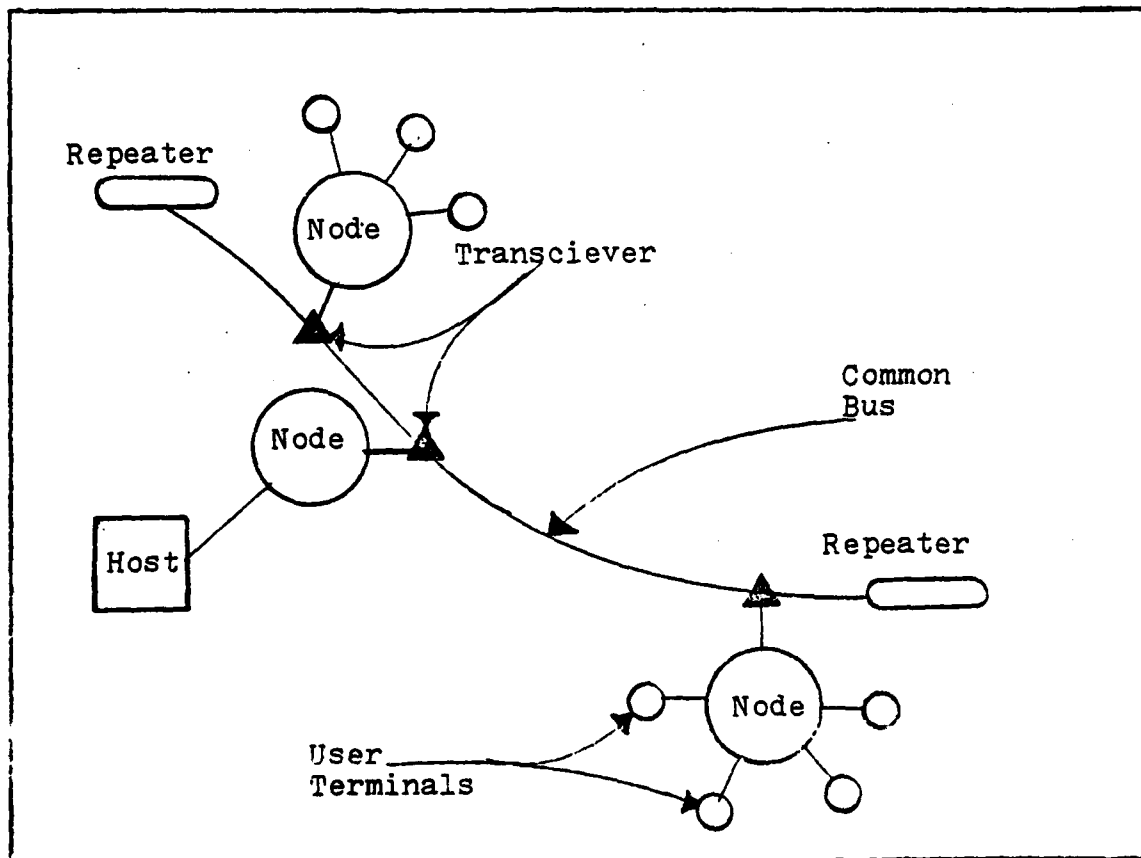 Repeater
Node
Transciever
Common
Bus
Node
Host
Repeater
Node
User
Terminals